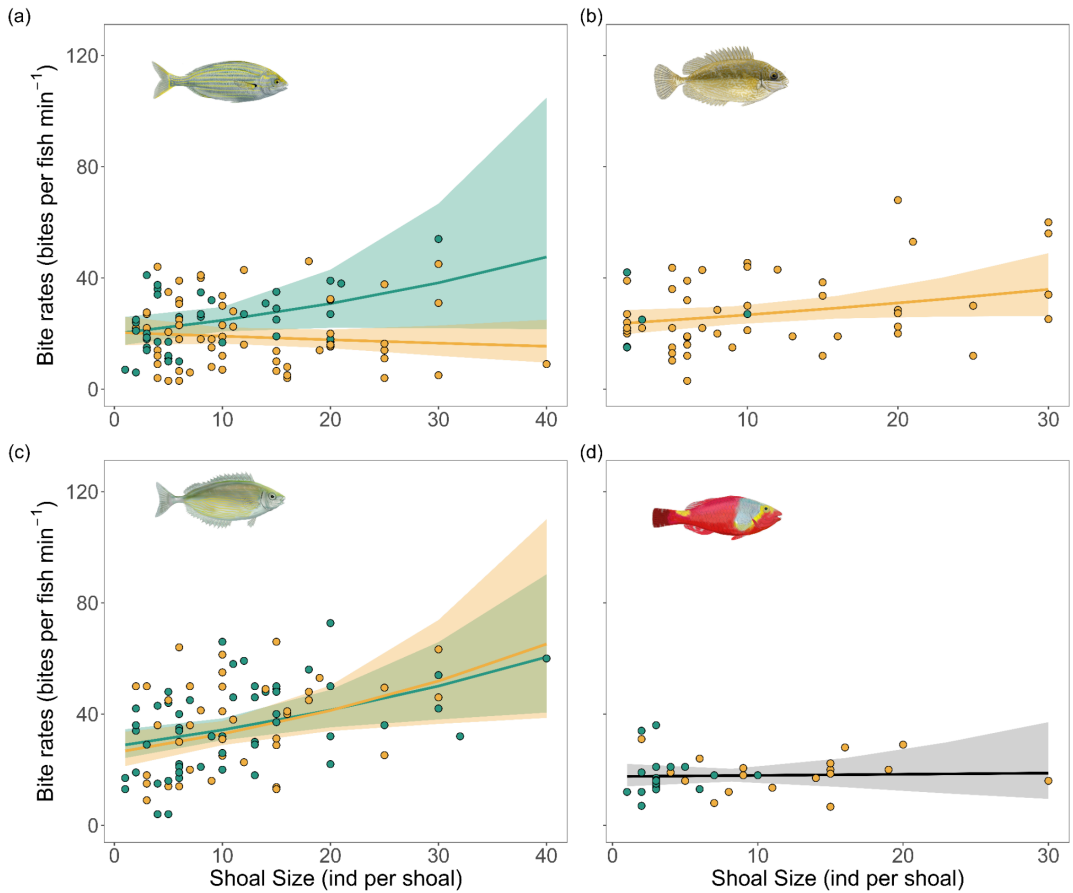 (a)
(b)
Bite rates (bites per fish min⁻¹)
120
80
40
0
0 10 20 30 40
10 20 30
(c)
(d)
Bite rates (bites per fish min⁻¹)
120
80
40
0
0 10 20 30 40
0 10 20 30
Shoal Size (ind per shoal)
Shoal Size (ind per shoal)